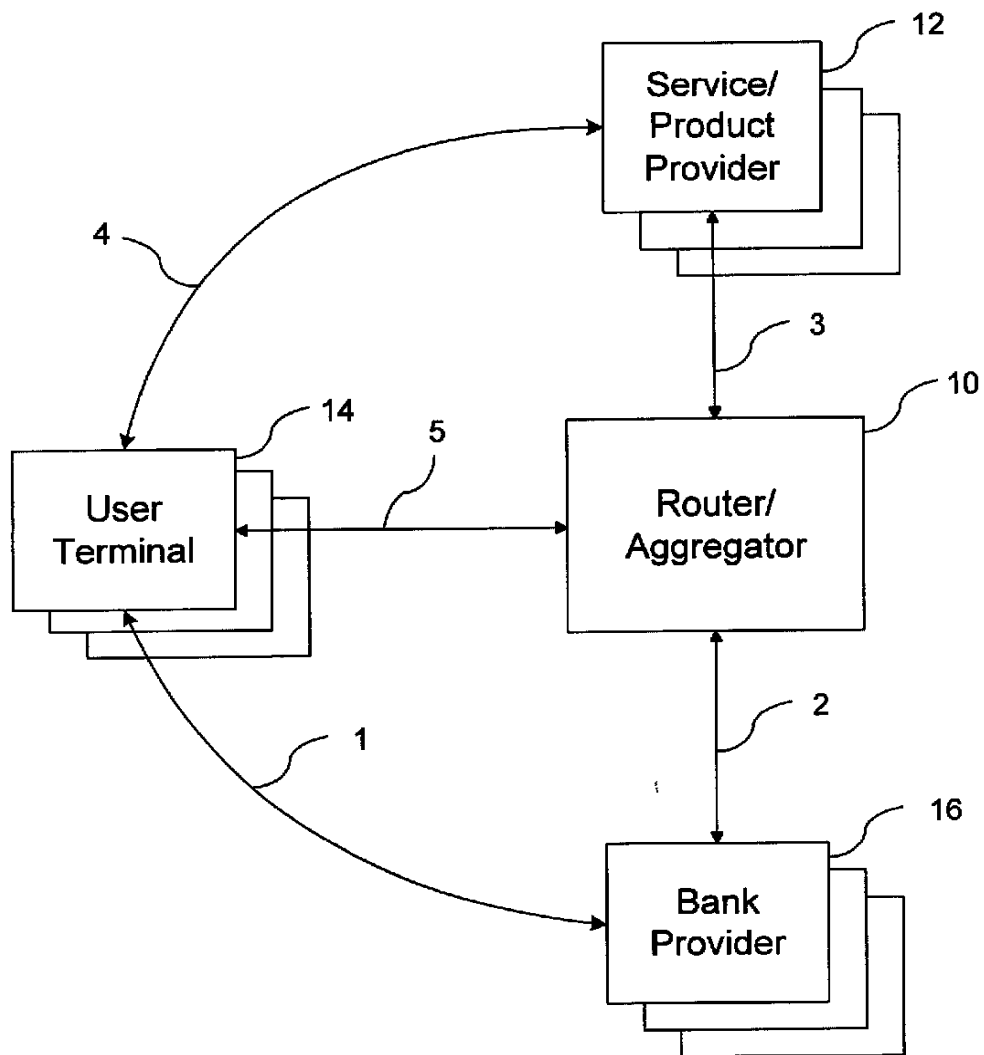 12
Service/
Product
Provider
4
3
10
14
5
User
Terminal
Router/
Aggregator
2
1
16
Bank
Provider